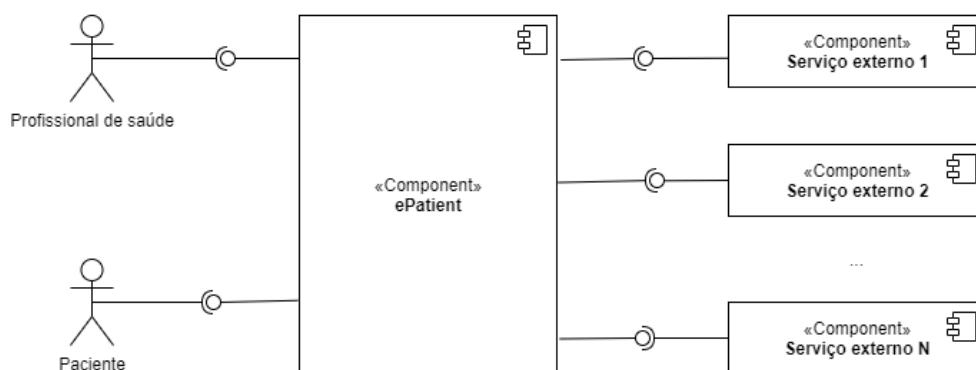 «Component»
Serviço externo 1
Profissional de saúde
«Component»
ePatient
«Component»
Serviço externo 2
...
«Component»
Serviço externo N
Paciente